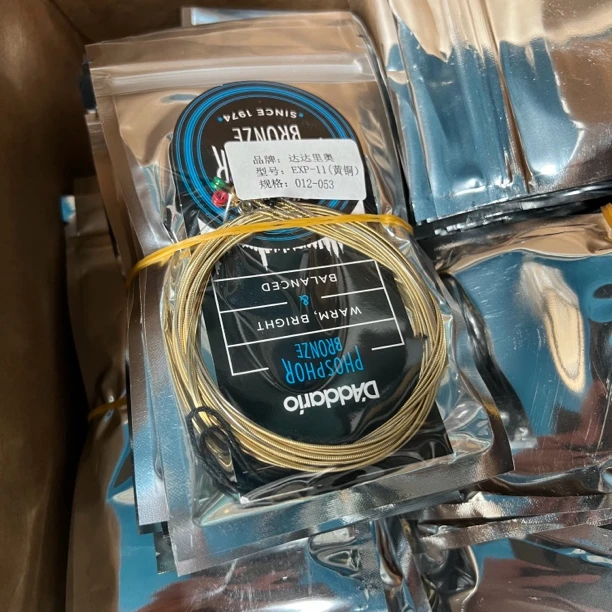 SINCE 1974
BRONZE
品牌：达达里奥
型号：EXP-11(黄铜)
规格：012-053
D'Addario
PHOSPHOR
BRONZE
WARM, BRIGHT
&
BALANCED